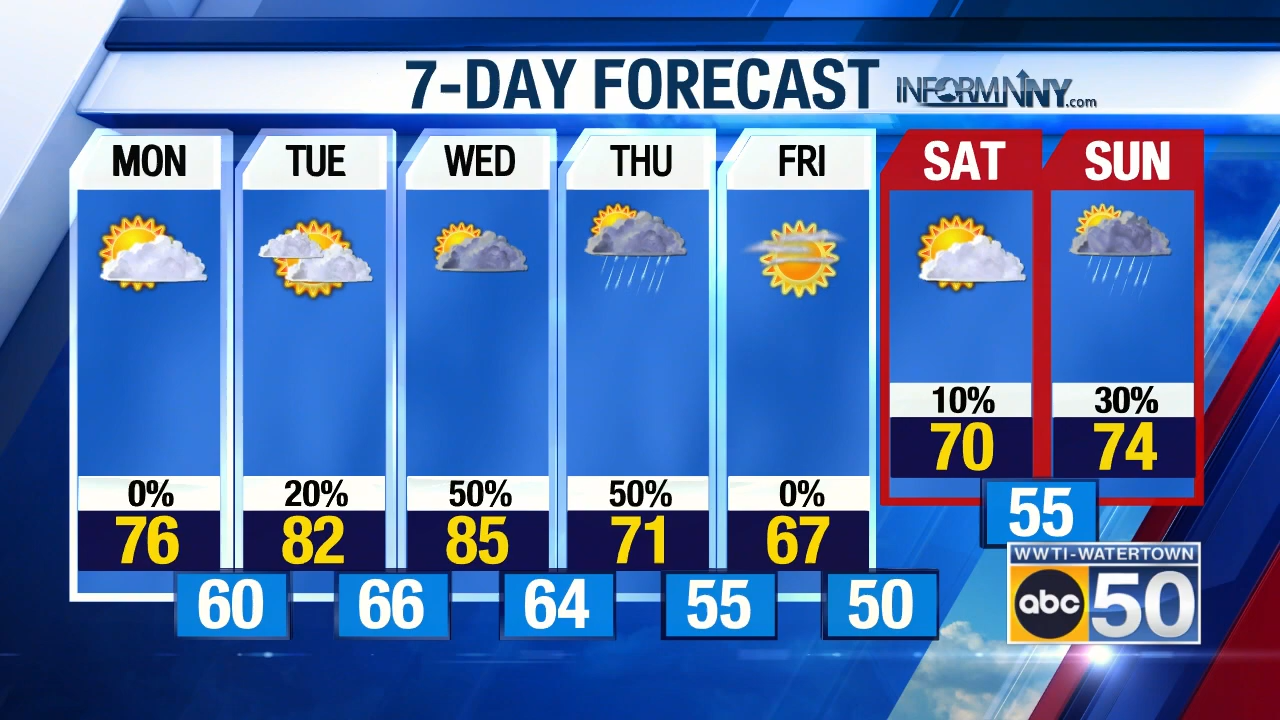 7-DAY FORECAST INFORMNNY.com
MON TUE WED THU FRI SAT SUN
10% 30%
70 74
0% 20% 50% 50% 0%
76 82 85 71 67
55
60 66 64 55 50
WWTI-WATERTOWN
abc 50